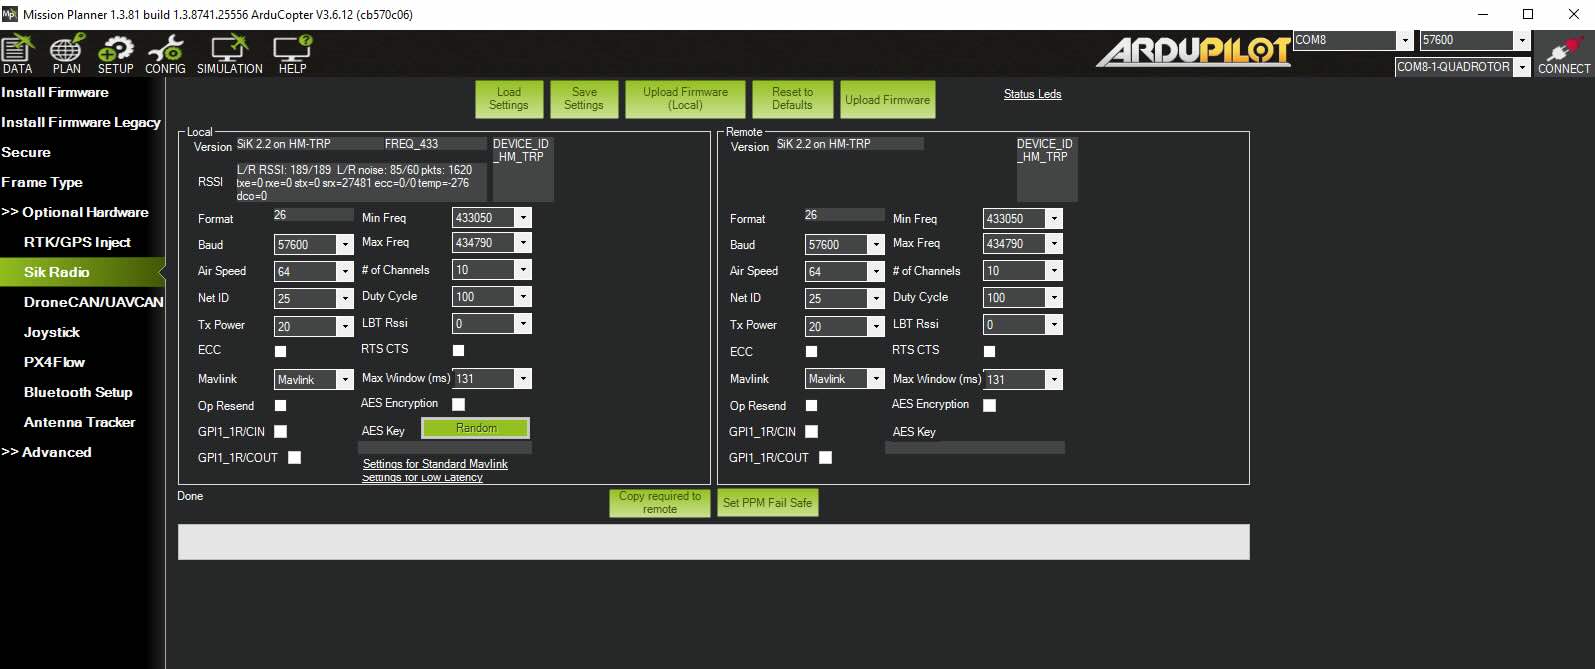 Mission Planner 1.3.81 build 1.3.8741.25556 ArduCopter V3.6.12 (cb570c06)
DATA PLAN SETUP CONFIG SIMULATION HELP
ARDUPILOT
COM8 57600
COM8-1-QUADROTOR
CONNECT
Install Firmware
Install Firmware Legacy
Secure
Frame Type
>> Optional Hardware
RTK/GPS Inject
Sik Radio
DroneCAN/UAVCAN
Joystick
PX4Flow
Bluetooth Setup
Antenna Tracker
>> Advanced
Load
Settings
Save
Settings
Upload Firmware
(Local)
Reset to
Defaults
Upload Firmware
Status Leds
Local
Version SiK 2.2 on HM-TRP FREQ_433 DEVICE_ID
_HM_TRP
RSSI L/R RSSI: 189/189 L/R noise: 85/60 pkts: 1620
txe=0 rxe=0 stx=0 srx=27481 ecc=0/0 temp=-276
dco=0
Format 26 Min Freq 433050
Baud 57600 Max Freq 434790
Air Speed 64 # of Channels 10
Net ID 25 Duty Cycle 100
Tx Power 20 LBT Rssi 0
ECC RTS CTS
Mavlink Mavlink Max Window (ms) 131
Op Resend AES Encryption
GPI1_1R/CIN AES Key Random
GPI1_1R/COUT
Settings for Standard Mavlink
Settings for Low Latency
Remote
Version SiK 2.2 on HM-TRP DEVICE_ID
_HM_TRP
Format 26 Min Freq 433050
Baud 57600 Max Freq 434790
Air Speed 64 # of Channels 10
Net ID 25 Duty Cycle 100
Tx Power 20 LBT Rssi 0
ECC RTS CTS
Mavlink Mavlink Max Window (ms) 131
Op Resend AES Encryption
GPI1_1R/CIN AES Key
GPI1_1R/COUT
Done
Copy required to
remote
Set PPM Fail Safe